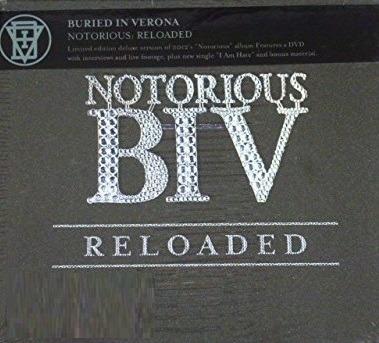 BURIED IN VERONA
NOTORIOUS: RELOADED
Limited edition deluxe version of 2012's "Notorious" album Features a DVD
with interviews and live footage, plus new single "I Am Hate" and bonus material.
NOTORIOUS
BIV
RELOADED